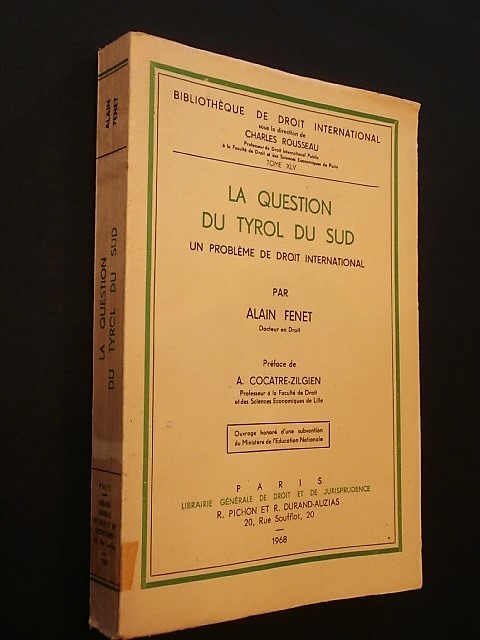 BIBLIOTHÈQUE DE DROIT INTERNATIONAL
sous la direction de
CHARLES ROUSSEAU
Professeur de Droit International Public
à la Faculté de Droit et des Sciences Economiques de Paris
TOME XLV
LA QUESTION
DU TYROL DU SUD
UN PROBLÈME DE DROIT INTERNATIONAL
PAR
ALAIN FENET
Docteur en Droit
Préface de
A. COCATRE-ZILGIEN
Professeur à la Faculté de Droit
et des Sciences Economiques de Lille
Ouvrage honoré d'une subvention
du Ministère de l'Education Nationale
PARIS
LIBRAIRIE GÉNÉRALE DE DROIT ET DE JURISPRUDENCE
R. PICHON ET R. DURAND-AUZIAS
20, Rue Soufflot, 20
1968
ALAIN
FENET
LA QUESTION
DU TYROL DU SUD
PARIS